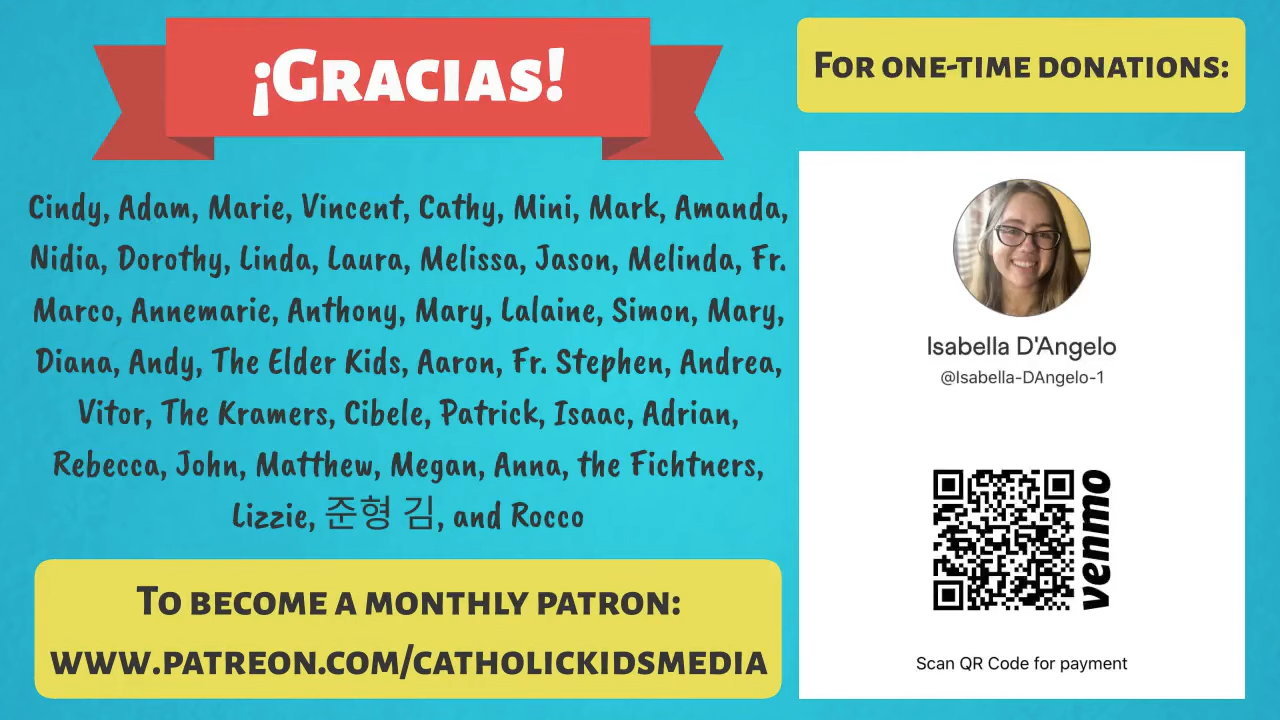 ¡GRACIAS!
Cindy, Adam, Marie, Vincent, Cathy, Mini, Mark, Amanda,
Nidia, Dorothy, Linda, Laura, Melissa, Jason, Melinda, Fr.
Marco, Annemarie, Anthony, Mary, Lalaine, Simon, Mary,
Diana, Andy, The Elder Kids, Aaron, Fr. Stephen, Andrea,
Vitor, The Kramers, Cibele, Patrick, Isaac, Adrian,
Rebecca, John, Matthew, Megan, Anna, the Fichtners,
Lizzie, 준형 김, and Rocco
TO BECOME A MONTHLY PATRON:
WWW.PATREON.COM/CATHOLICKIDSMEDIA
FOR ONE-TIME DONATIONS:
Isabella D'Angelo
@Isabella-DAngelo-1
venmo
Scan QR Code for payment